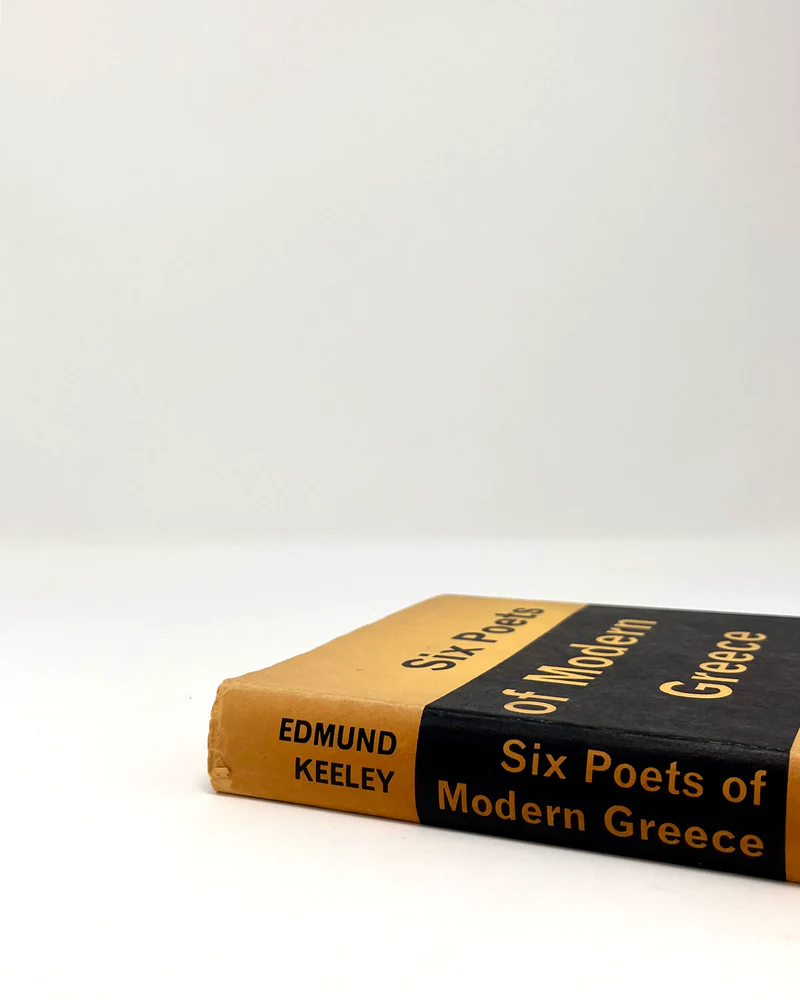 Six Poets
of Modern
Greece
EDMUND
KEELEY
Six Poets of
Modern Greece